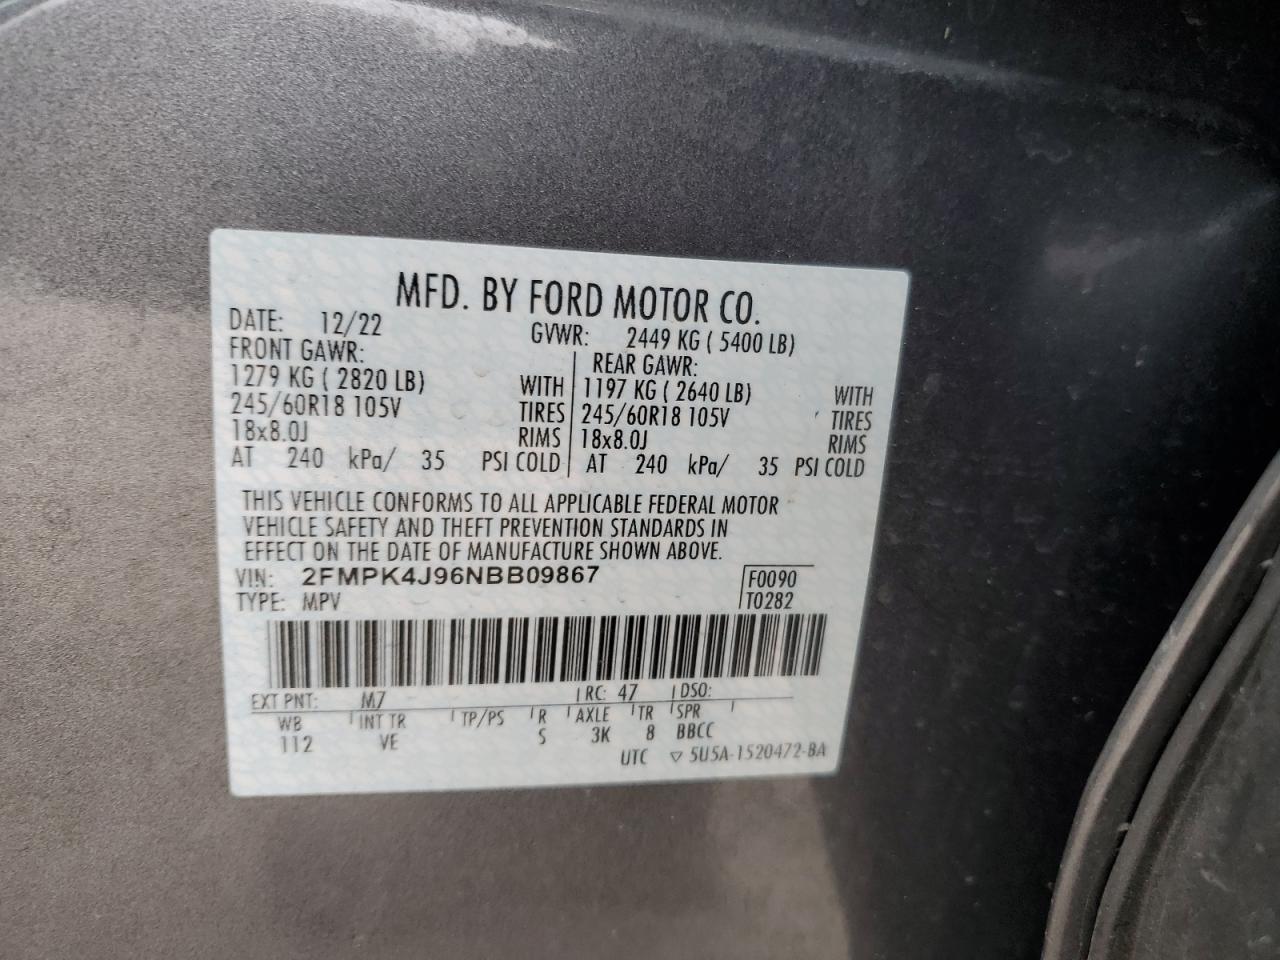 MFD. BY FORD MOTOR CO.
DATE: 12/22 GVWR: 2449 KG ( 5400 LB)
FRONT GAWR: REAR GAWR:
1279 KG ( 2820 LB) WITH 1197 KG ( 2640 LB) WITH
245/60R18 105V TIRES 245/60R18 105V TIRES
18x8.0J RIMS 18x8.0J RIMS
AT 240 kPa/ 35 PSI COLD AT 240 kPa/ 35 PSI COLD
THIS VEHICLE CONFORMS TO ALL APPLICABLE FEDERAL MOTOR
VEHICLE SAFETY AND THEFT PREVENTION STANDARDS IN
EFFECT ON THE DATE OF MANUFACTURE SHOWN ABOVE.
VIN: 2FMPK4J96NBB09867 F0090
TYPE: MPV T0282
EXT PNT: M7 RC: 47 DSO:
WB INT TR TP/PS R AXLE TR SPR
112 VE S 3K 8 BBCC
UTC ▽ 5U5A-1520472-BA